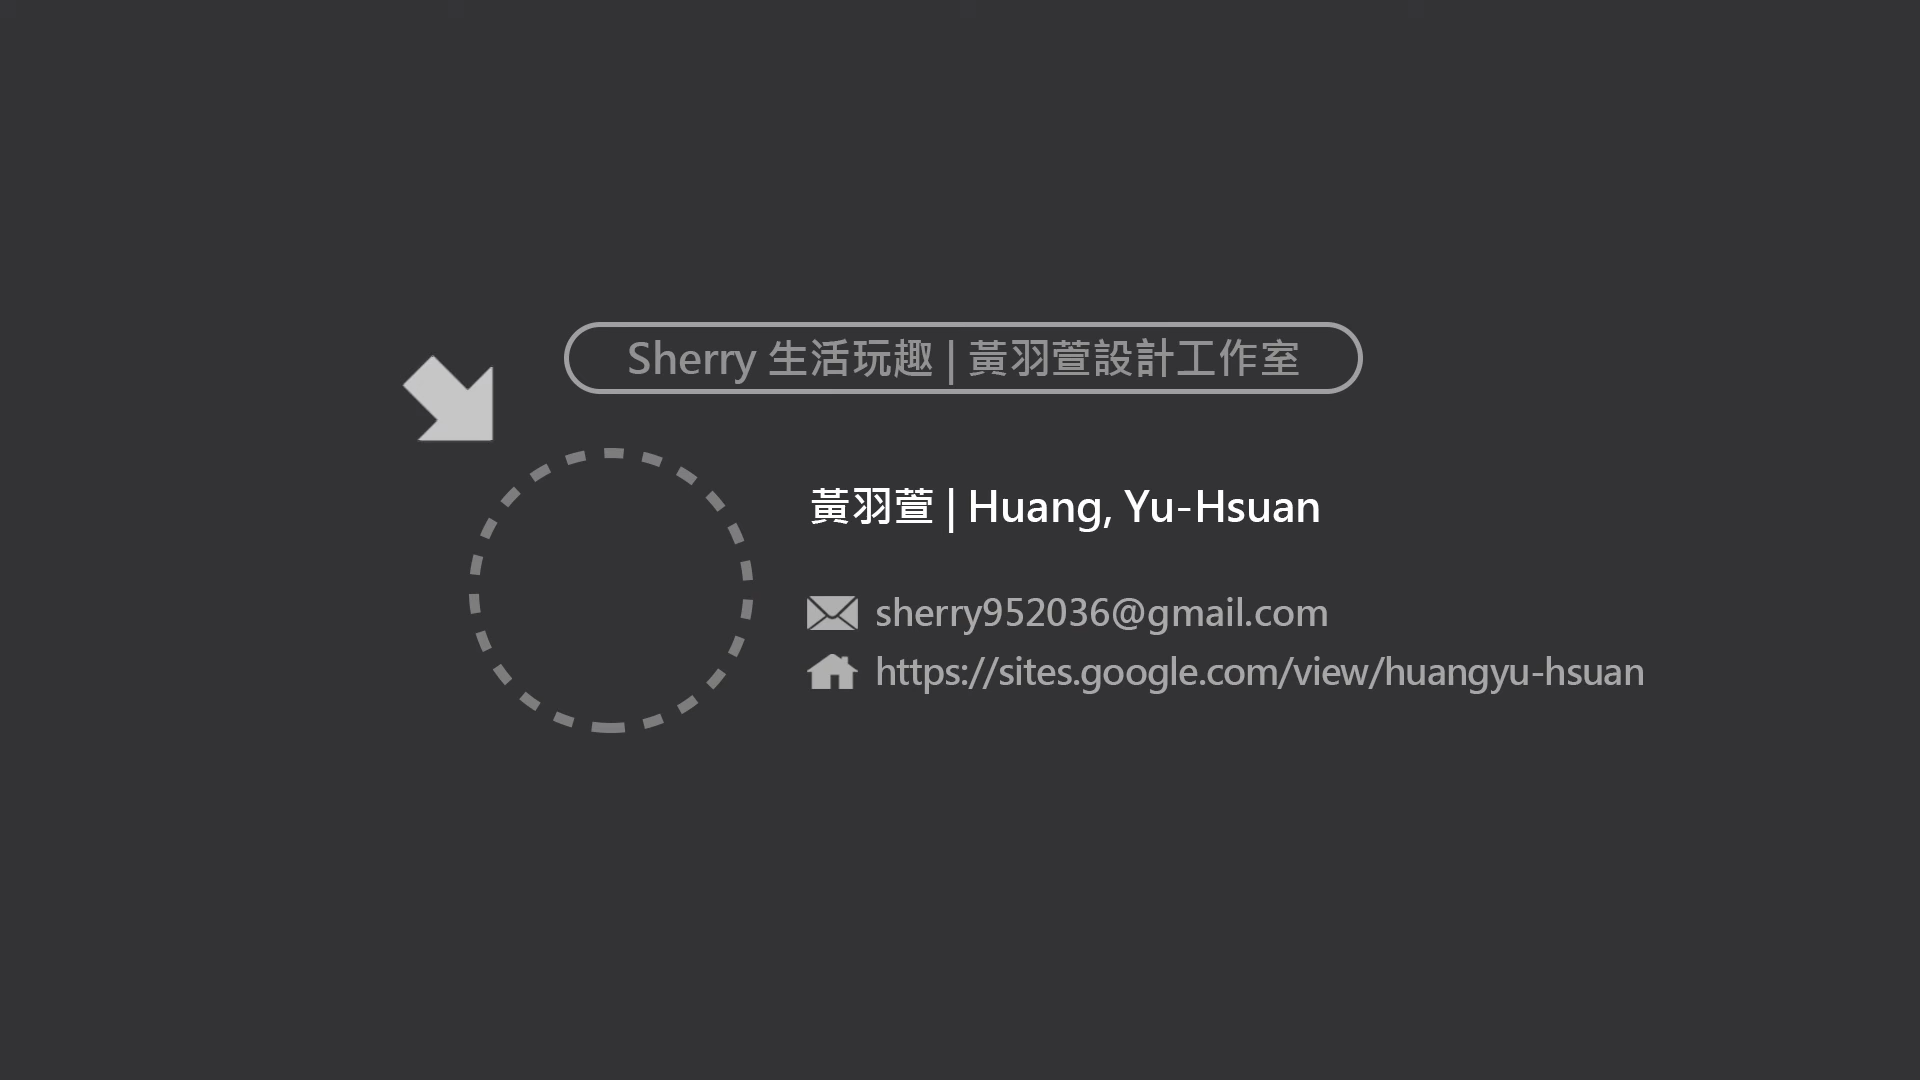 Sherry 生活玩趣 | 黃羽萱設計工作室
黃羽萱 | Huang, Yu-Hsuan
sherry952036@gmail.com
https://sites.google.com/view/huangyu-hsuan